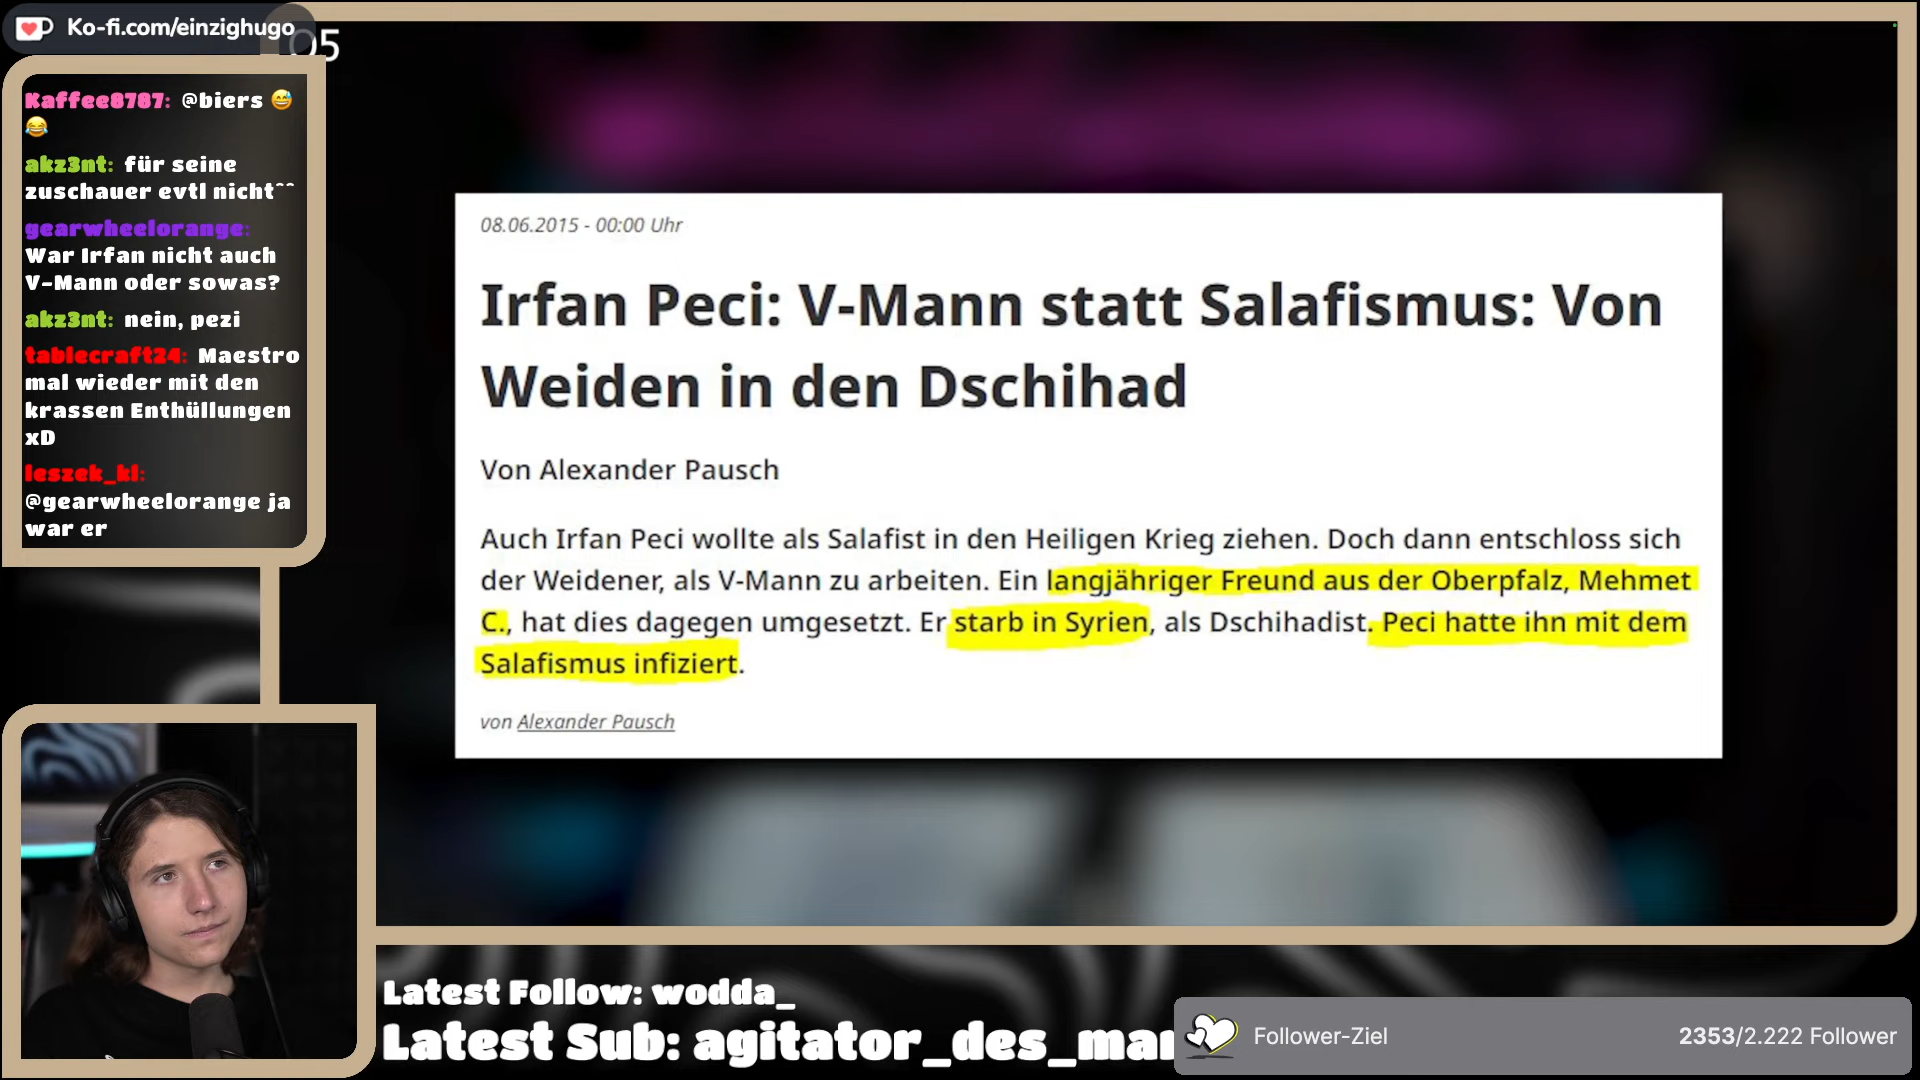 Ko-fi.com/einzighugo
05
Kaffee8787: @biers 😅
😂
akz3nt: für seine
zuschauer evtl nicht^^
gearwheelorange:
War Irfan nicht auch
V-Mann oder sowas?
akz3nt: nein, pezi
tablecraft24: Maestro
mal wieder mit den
krassen Enthüllungen
xD
leszek_kl:
@gearwheelorange ja
war er
08.06.2015 - 00:00 Uhr
Irfan Peci: V-Mann statt Salafismus: Von
Weiden in den Dschihad
Von Alexander Pausch
Auch Irfan Peci wollte als Salafist in den Heiligen Krieg ziehen. Doch dann entschloss sich
der Weidener, als V-Mann zu arbeiten. Ein langjähriger Freund aus der Oberpfalz, Mehmet
C., hat dies dagegen umgesetzt. Er starb in Syrien, als Dschihadist. Peci hatte ihn mit dem
Salafismus infiziert.
von Alexander Pausch
Latest Follow: wodda_
Latest Sub: agitator_des_mar
Follower-Ziel
2353/2.222 Follower